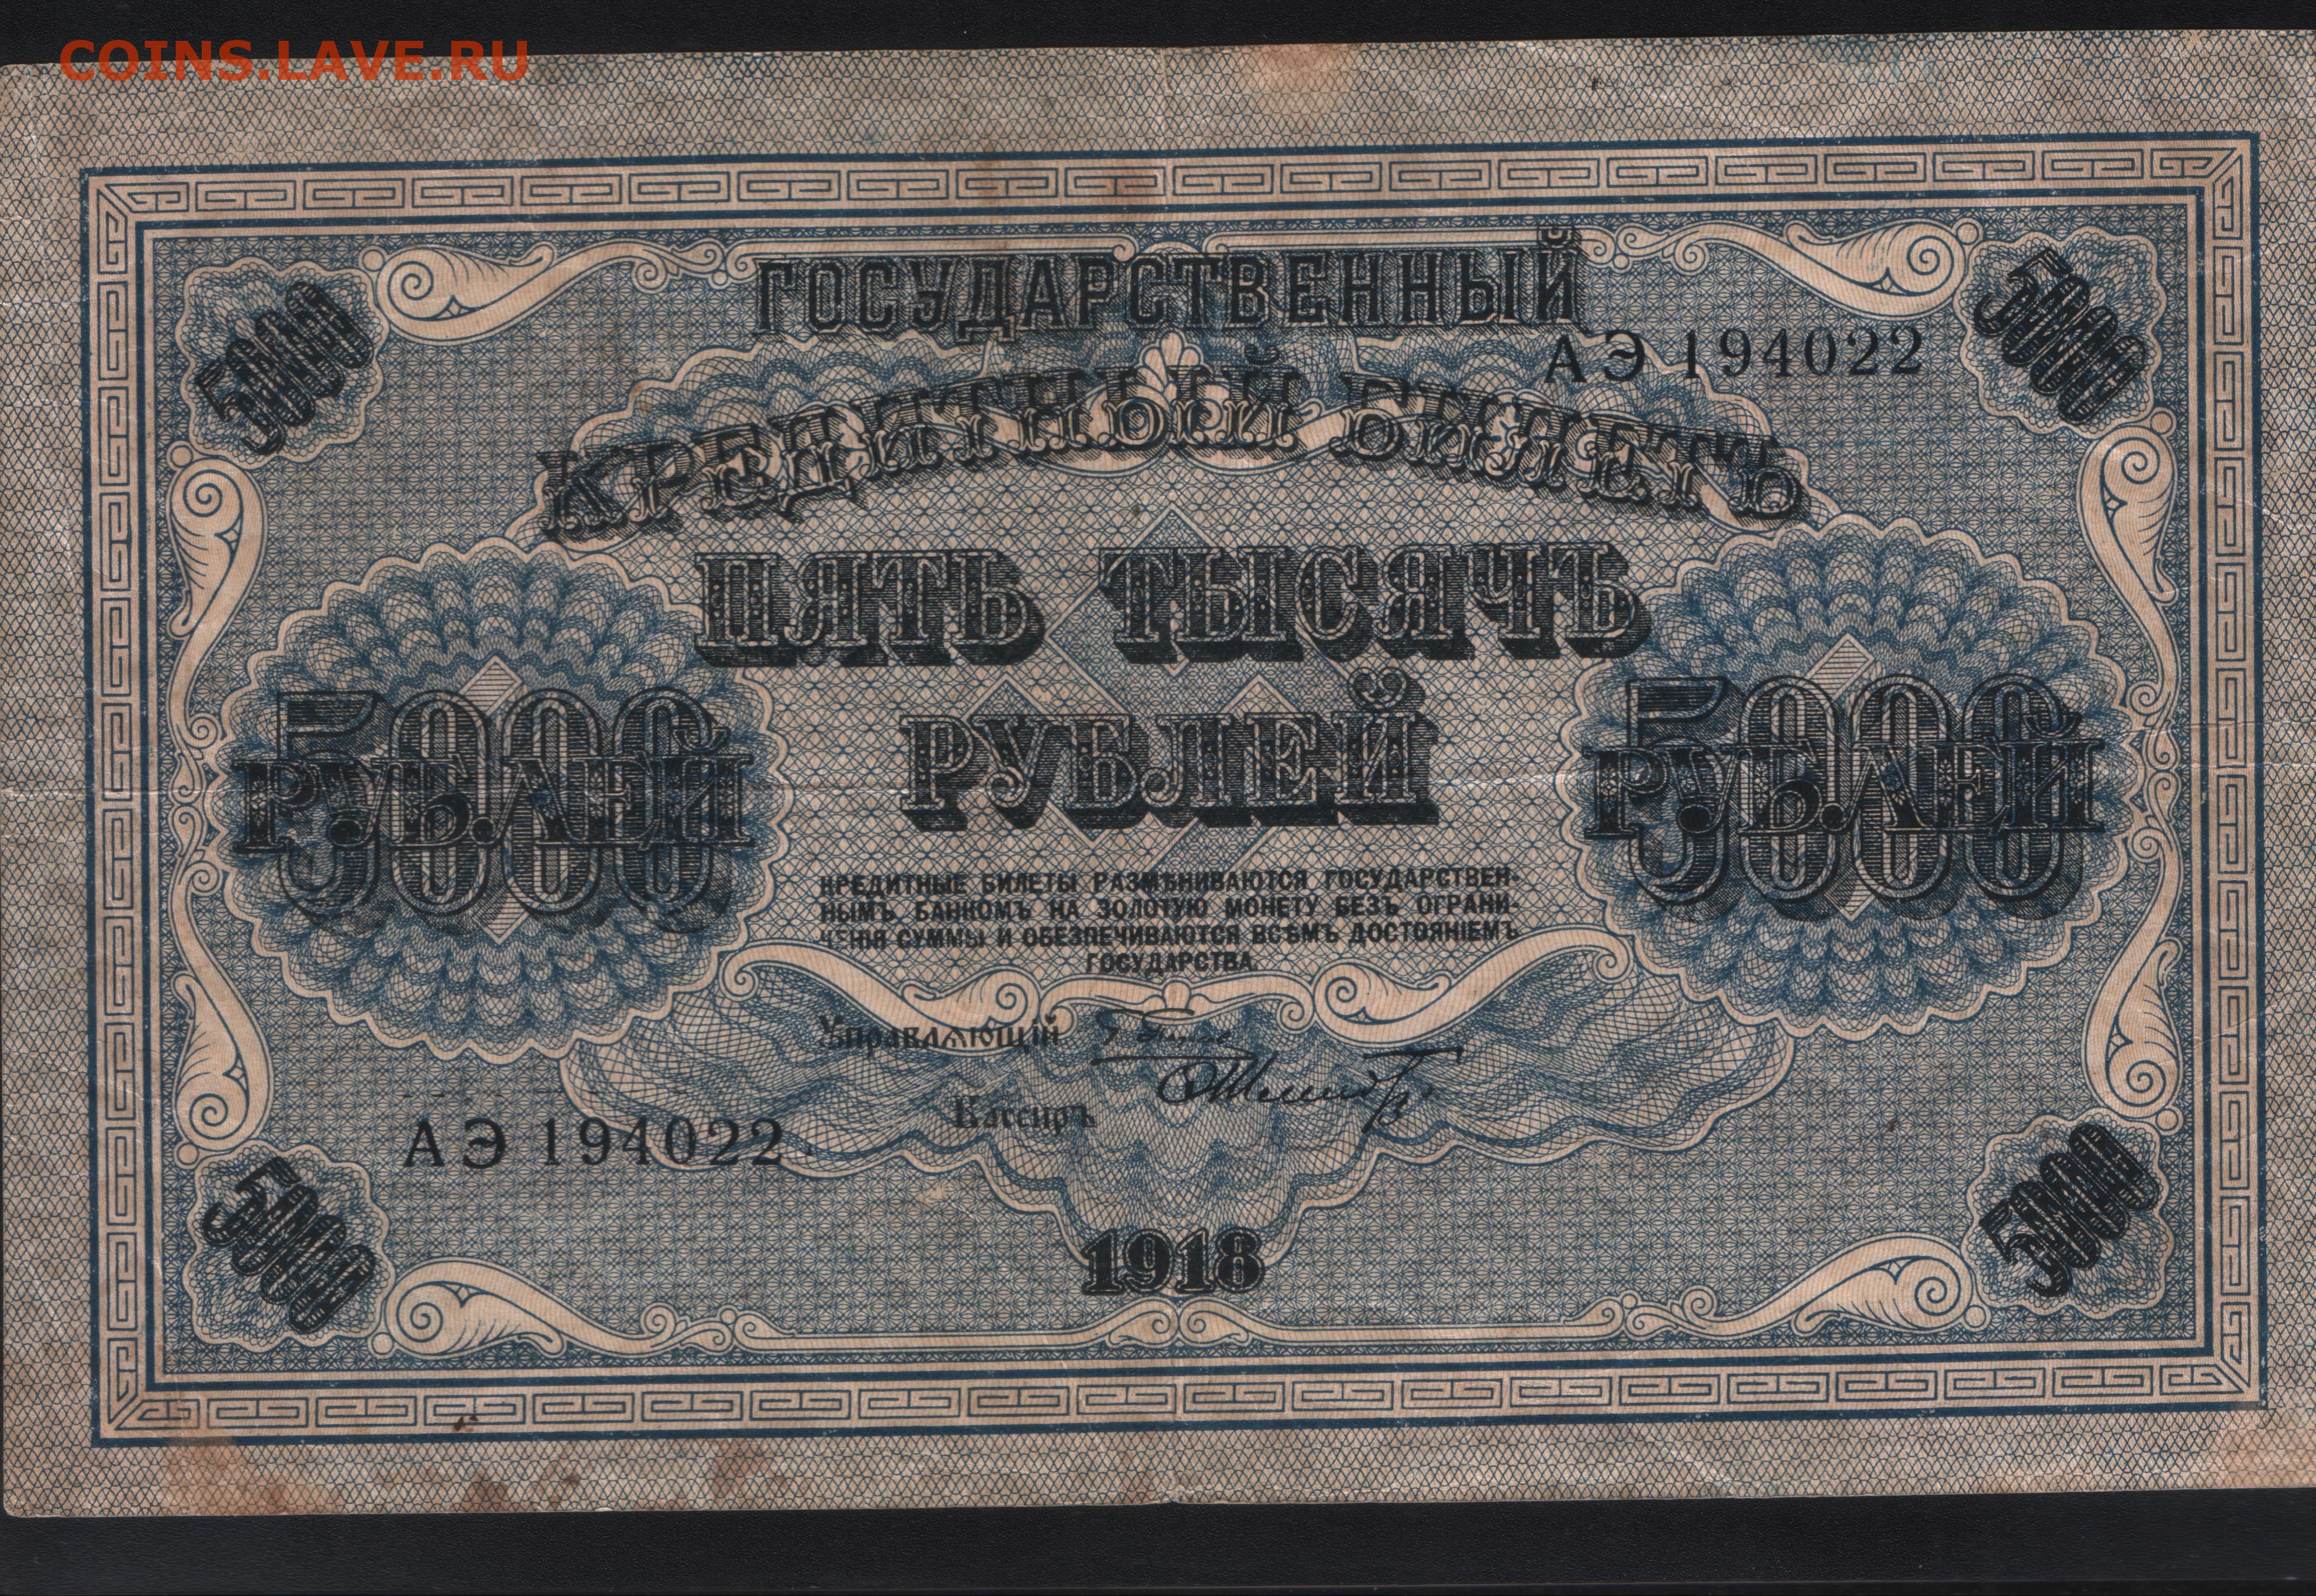 COINS.LAVE.RU
5000
ГОСУДАРСТВЕННЫЙ
5000
АЭ 194022
КРЕДИТНЫЙ БИЛЕТЪ
ПЯТЬ ТЫСЯЧЪ
РУБЛЕЙ
5000
РУБЛЕЙ
5000
РУБЛЕЙ
КРЕДИТНЫЕ БИЛЕТЫ РАЗМѢНИВАЮТСЯ ГОСУДАРСТВЕН-
НЫМЪ БАНКОМЪ НА ЗОЛОТУЮ МОНЕТУ БЕЗЪ ОГРАНИ-
ЧЕНІЯ СУММЫ И ОБЕЗПЕЧИВАЮТСЯ ВСѢМЪ ДОСТОЯНІЕМЪ
ГОСУДАРСТВА
Управляющій
Кассиръ
АЭ 194022
5000
1918
5000